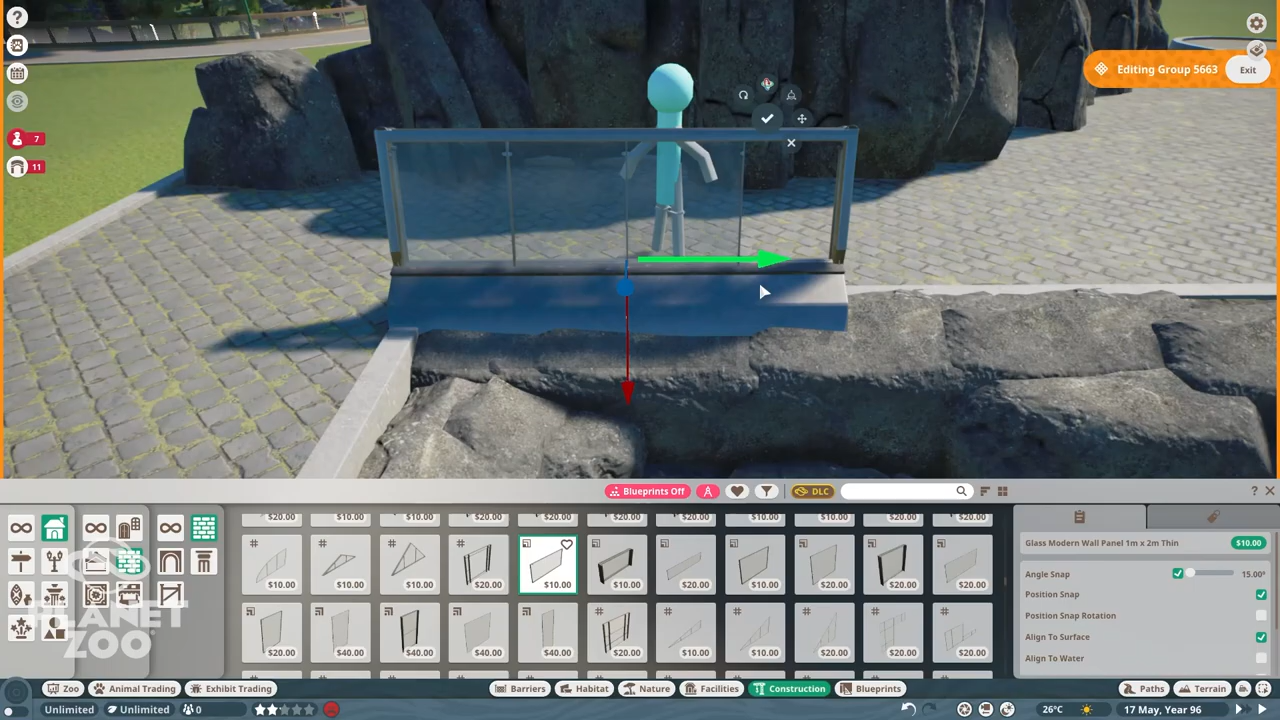 ?
Editing Group 5663
Exit
7
11
Blueprints Off
DLC
? ×
$20.00 $10.00 $10.00 $20.00 $20.00 $20.00 $10.00 $20.00 $10.00 $20.00 $20.00
Glass Modern Wall Panel 1m x 2m Thin $10.00
$10.00 $10.00 $10.00 $20.00 $10.00 $10.00 $20.00 $10.00 $20.00 $20.00 $20.00
Angle Snap 15.00°
Position Snap
Position Snap Rotation
Align To Surface
Align To Water
PLANET
ZOO
$20.00 $40.00 $40.00 $40.00 $40.00 $20.00 $10.00 $10.00 $20.00 $20.00 $20.00
Zoo Animal Trading Exhibit Trading Barriers Habitat Nature Facilities Construction Blueprints Paths Terrain
Unlimited Unlimited 0 26°C 17 May, Year 96